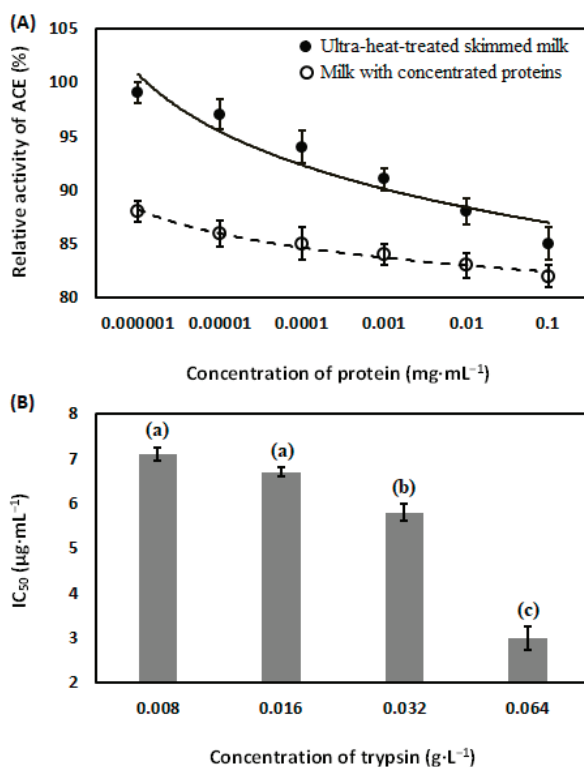 (A)
Relative activity of ACE (%)
105
100
95
90
85
80
Ultra-heat-treated skimmed milk
Milk with concentrated proteins
0.000001 0.00001 0.0001 0.001 0.01 0.1
Concentration of protein (mg·mL⁻¹)
(B)
IC₅₀ (µg·mL⁻¹)
8
7
6
5
4
3
2
(a)
(a)
(b)
(c)
0.008 0.016 0.032 0.064
Concentration of trypsin (g·L⁻¹)